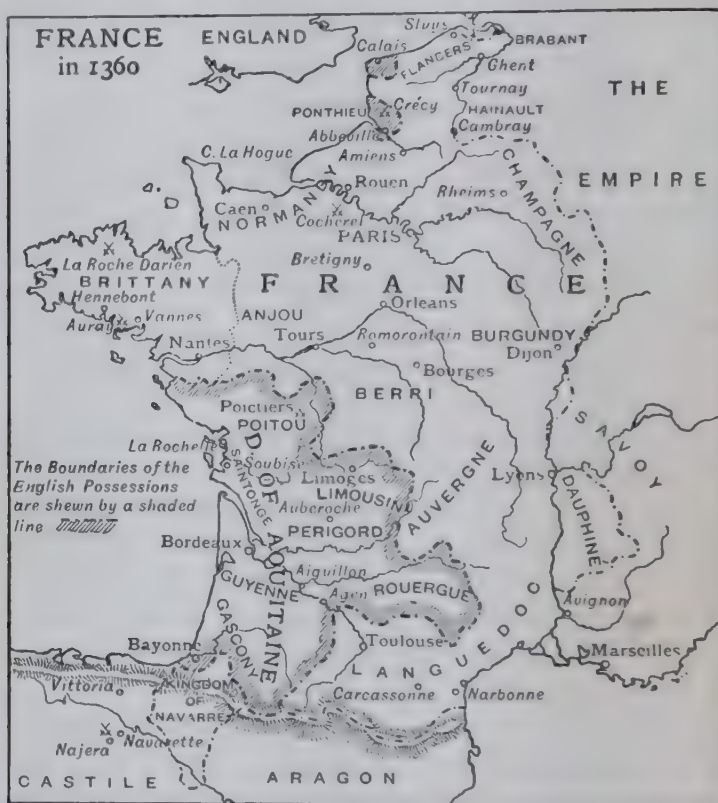 FRANCE
in 1360
ENGLAND
Sluys
BRABANT
Calais
FLANDERS
Ghent
THE
Tournay
PONTHIEU
Crécy
HAINAULT
Abbeville
Cambray
C. La Hogue
Amiens
EMPIRE
Rouen
Rheims
CHAMPAGNE
Caen
NORMANDY
Cocherel
PARIS
La Roche Darien
Bretigny
BRITTANY
FRANCE
Hennebont
Orleans
Auray
Vannes
ANJOU
Tours
Romorontain
BURGUNDY
Nantes
Dijon
Bourges
BERRI
Poictiers
POITOU
SAVOY
La Rochelle
Soubise
SAINTONGE
D. OF AQUITAINE
The Boundaries of the
English Possessions
are shewn by a shaded
line
Limoges
LIMOUSIN
AUVERGNE
Lyons
DAUPHINE
Auberoche
PERIGORD
Bordeaux
Aiguillon
GUYENNE
Agen
ROUERGUE
Avignon
GASCONY
Bayonne
Toulouse
LANGUEDOC
Marseilles
Vittoria
KINGDOM
OF
NAVARRE
Carcassonne
Narbonne
Navarette
Najera
CASTILE
ARAGON